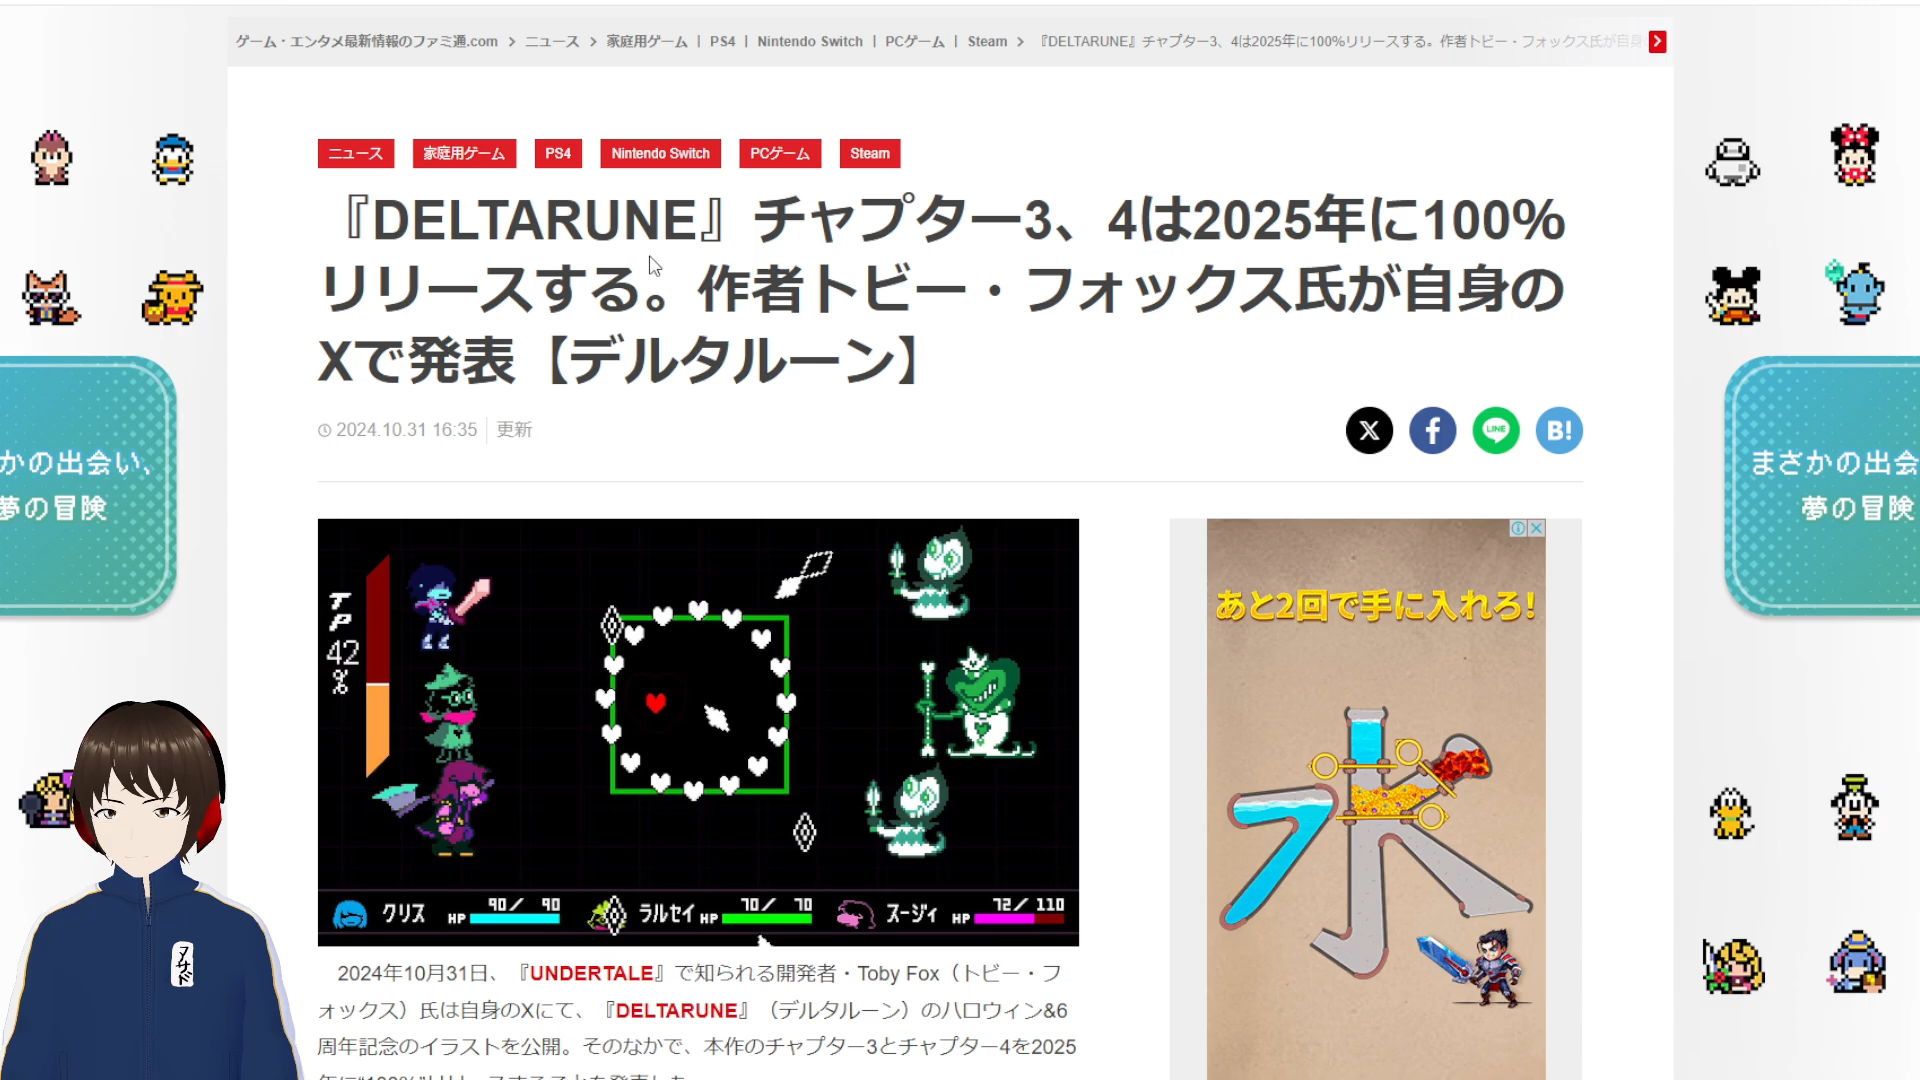 ゲーム・エンタメ最新情報のファミ通.com > ニュース > 家庭用ゲーム | PS4 | Nintendo Switch | PCゲーム | Steam > 『DELTARUNE』チャプター3、4は2025年に100%リリースする。作者トビー・フォックス氏が自身
ニュース 家庭用ゲーム PS4 Nintendo Switch PCゲーム Steam
『DELTARUNE』チャプター3、4は2025年に100%
リリースする。作者トビー・フォックス氏が自身の
Xで発表【デルタルーン】
2024.10.31 16:35 更新
X f LINE B!
かの出会い、
夢の冒険
まさかの出会
夢の冒険
TP
42
%
クリス HP 90/ 90 ラルセイ HP 70/ 70 スージィ HP 72/ 110
あと2回で手に入れろ!
2024年10月31日、『UNDERTALE』で知られる開発者・Toby Fox（トビー・フ
ォックス）氏は自身のXにて、『DELTARUNE』（デルタルーン）のハロウィン&6
周年記念のイラストを公開。そのなかで、本作のチャプター3とチャプター4を2025